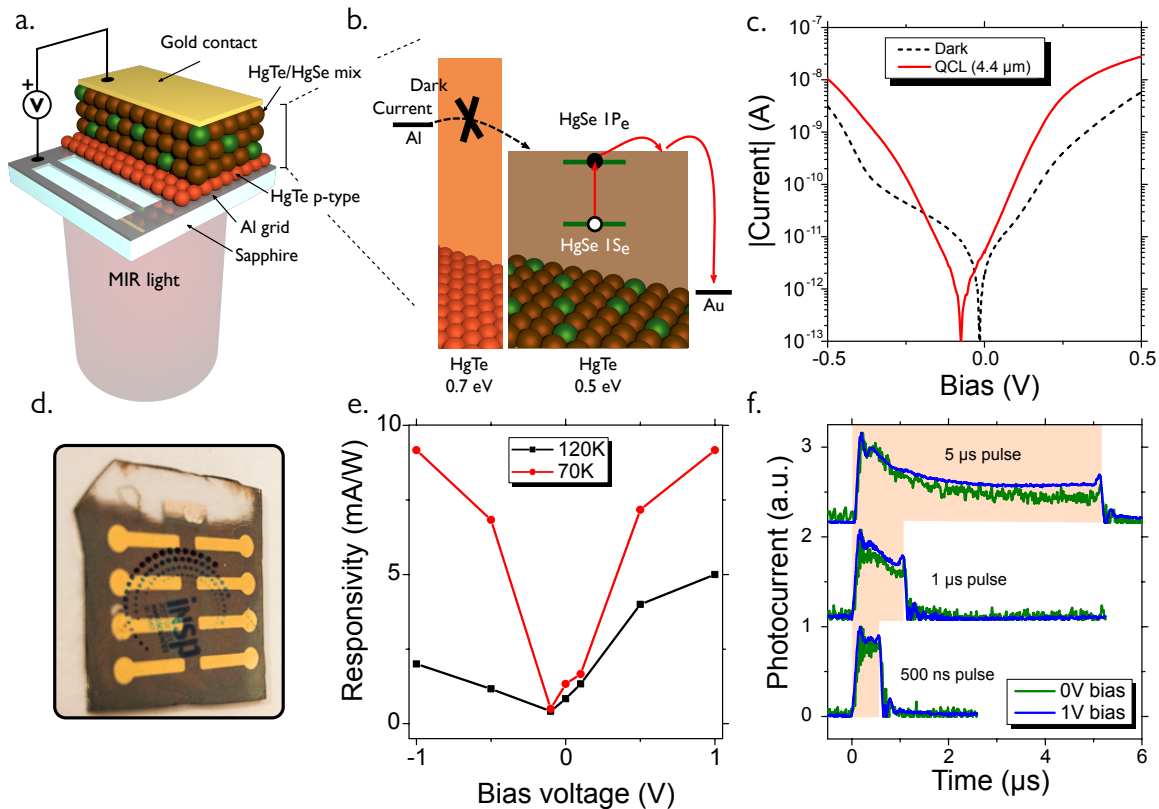 a.
Gold contact
HgTe/HgSe mix
+
V
HgTe p-type
Al grid
Sapphire
MIR light
b.
Dark
Current
Al
HgSe 1Pe
HgSe 1Se
Au
HgTe
0.7 eV
HgTe
0.5 eV
c.
|Current| (A)
10⁻⁷
10⁻⁸
10⁻⁹
10⁻¹⁰
10⁻¹¹
10⁻¹²
10⁻¹³
Dark
QCL (4.4 µm)
-0.5 0.0 0.5
Bias (V)
d.
insp
e.
Responsivity (mA/W)
10
5
0
120K
70K
-1 0 1
Bias voltage (V)
f.
Photocurrent (a.u.)
3
2
1
0
5 µs pulse
1 µs pulse
500 ns pulse
0V bias
1V bias
0 1 2 3 4 5 6
Time (µs)